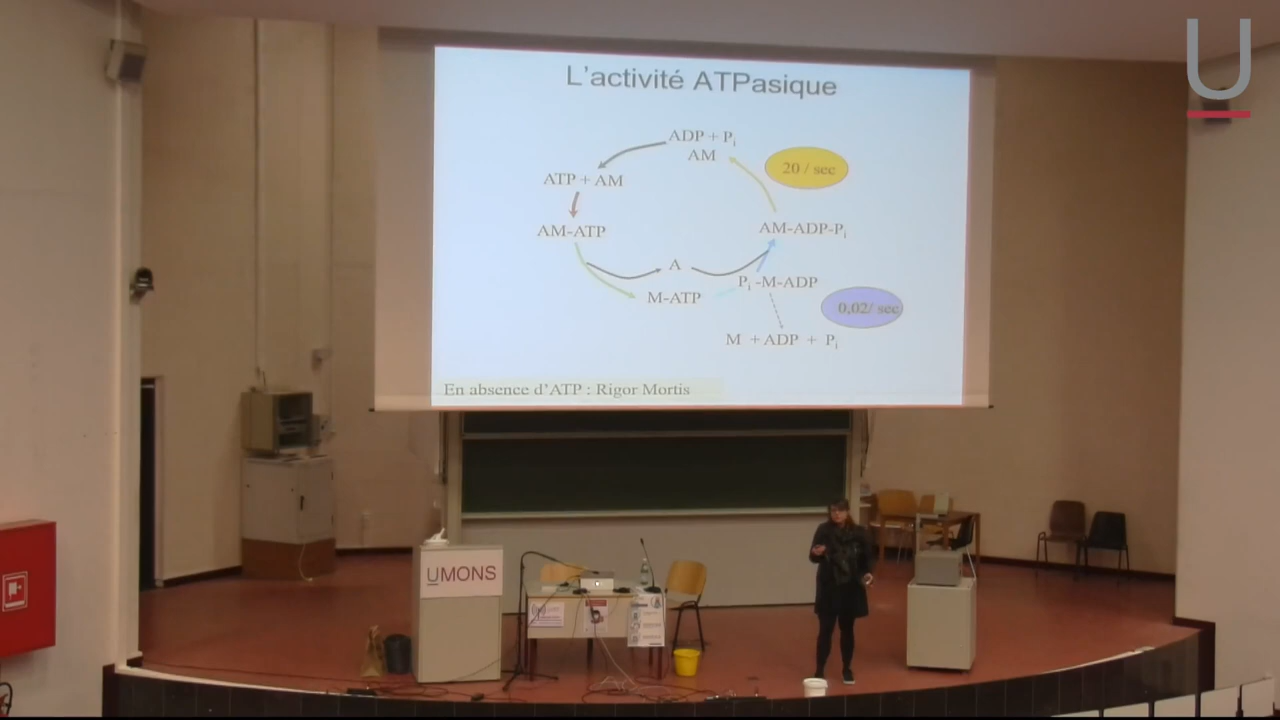 U
L'activité ATPasique
ADP + Pi
AM
20 / sec
ATP + AM
AM-ATP
AM-ADP-Pi
A
Pi -M-ADP
M-ATP
0,02/ sec
M + ADP + Pi
En absence d'ATP : Rigor Mortis
UMONS